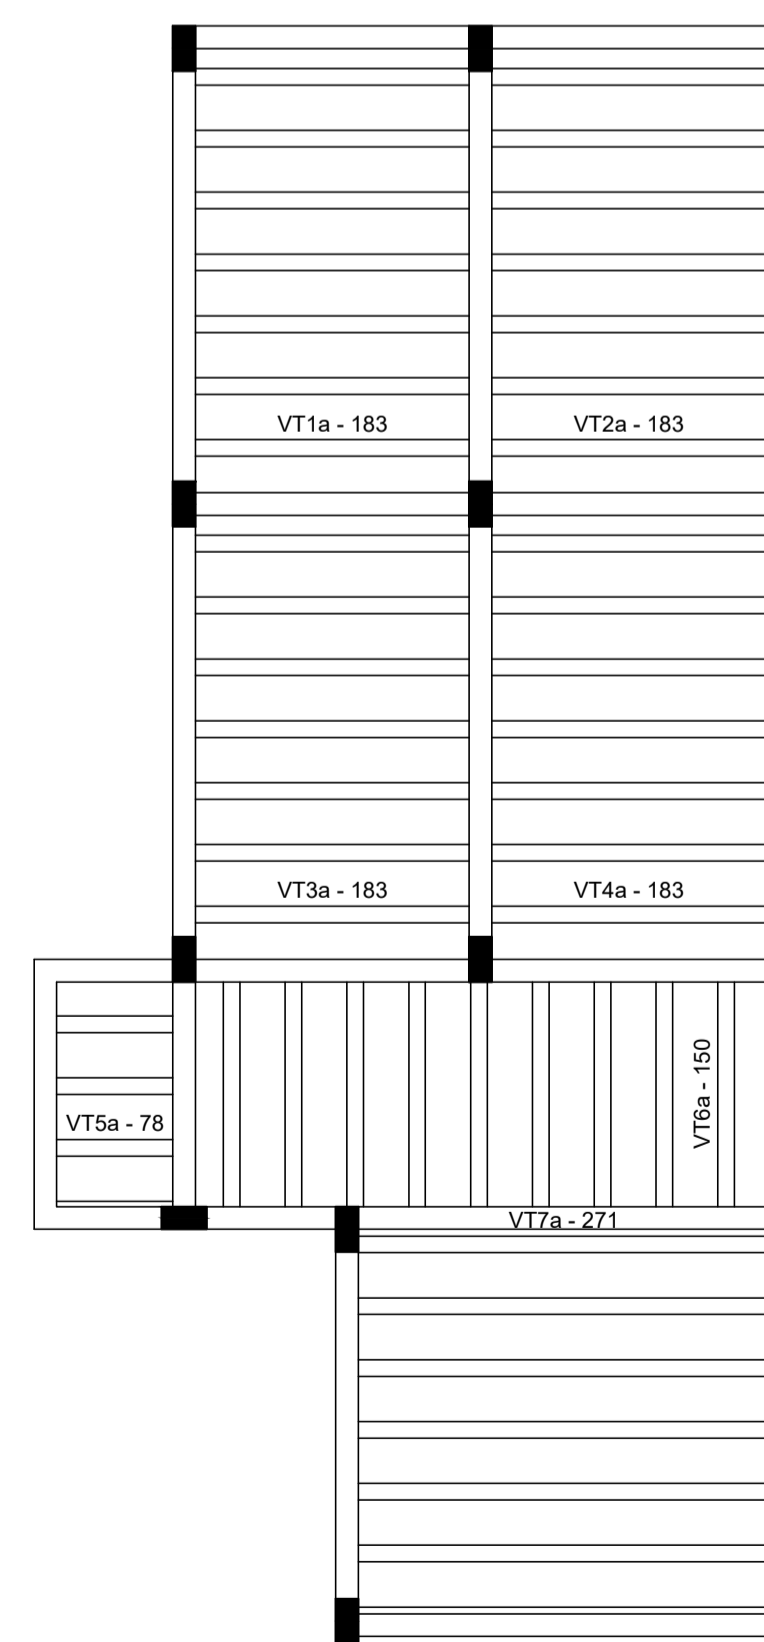 VT1a - 183
VT2a - 183
VT3a - 183
VT4a - 183
VT5a - 78
VT6a - 150
VT7a - 271